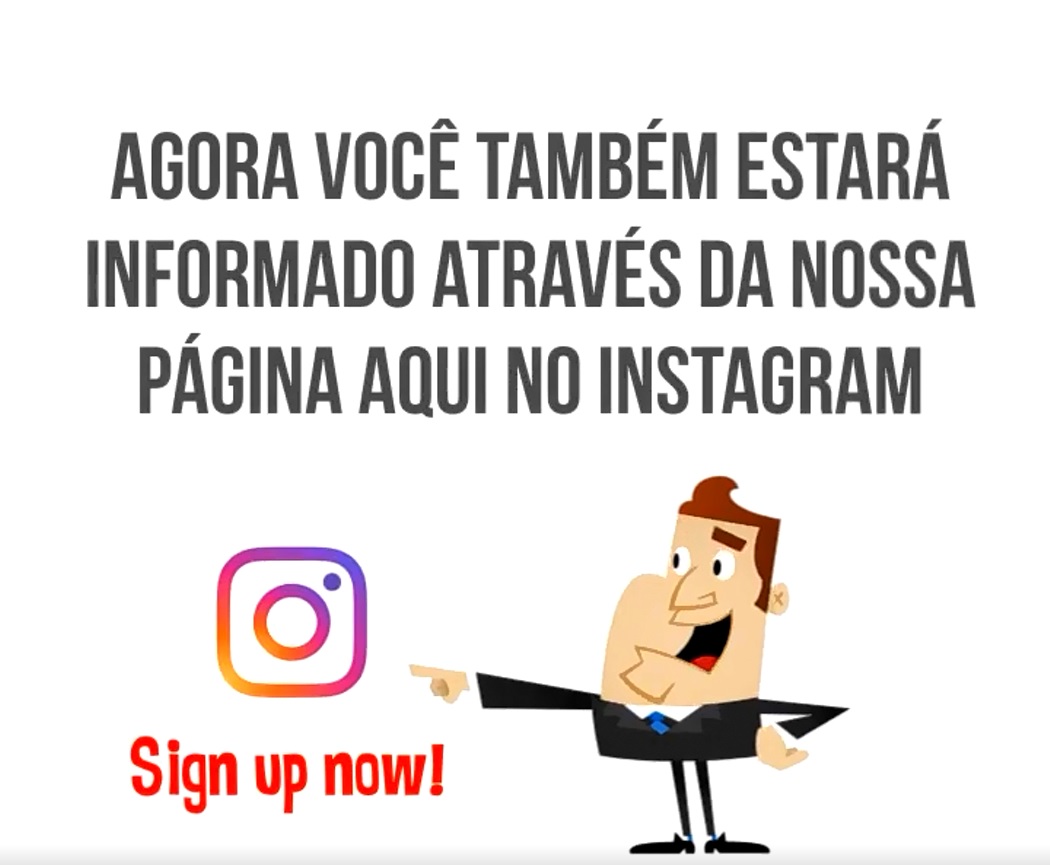 AGORA VOCÊ TAMBÉM ESTARÁ
INFORMADO ATRAVÉS DA NOSSA
PÁGINA AQUI NO INSTAGRAM
Sign up now!